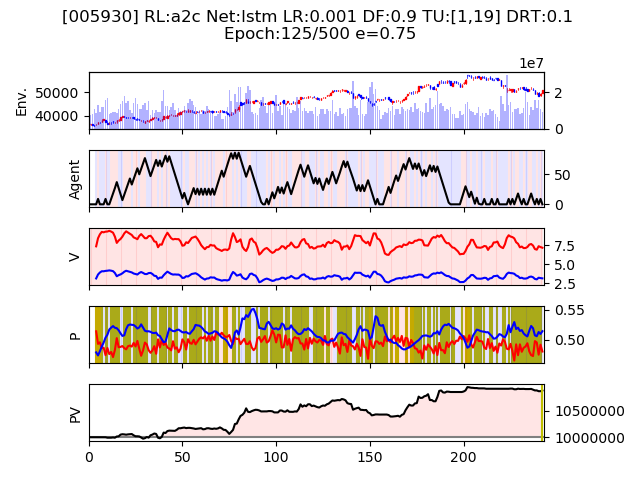 [005930] RL:a2c Net:lstm LR:0.001 DF:0.9 TU:[1,19] DRT:0.1
Epoch:125/500 e=0.75
1e7
Env.
50000
40000
2
0
Agent
50
0
V
7.5
5.0
2.5
P
0.55
0.50
PV
10500000
10000000
0 50 100 150 200